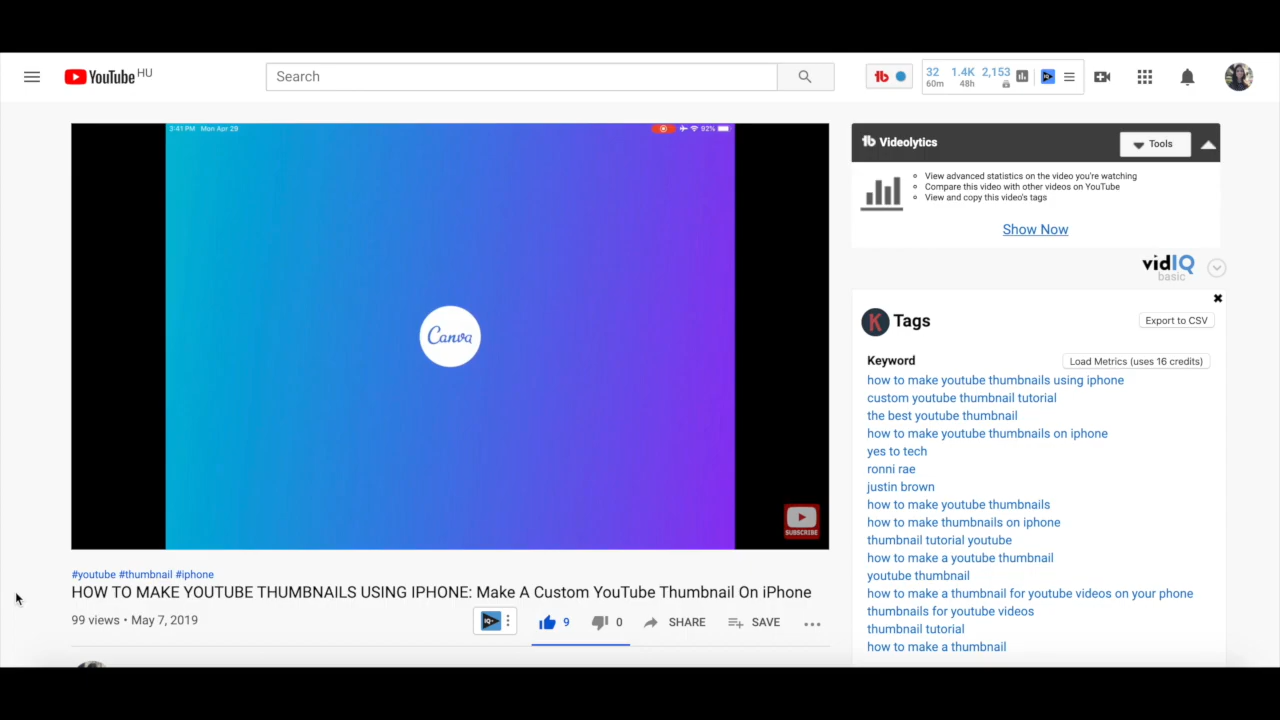 YouTube HU
Search
32 1.4K 2,153
60m 48h
3:41 PM Mon Apr 29
92%
Canva
SUBSCRIBE
#youtube #thumbnail #iphone
HOW TO MAKE YOUTUBE THUMBNAILS USING IPHONE: Make A Custom YouTube Thumbnail On iPhone
99 views • May 7, 2019
IQ
9
0
SHARE
SAVE
tb Videolytics
Tools
View advanced statistics on the video you're watching
Compare this video with other videos on YouTube
View and copy this video's tags
Show Now
vidIQ
basic
K Tags
Export to CSV
Keyword
Load Metrics (uses 16 credits)
how to make youtube thumbnails using iphone
custom youtube thumbnail tutorial
the best youtube thumbnail
how to make youtube thumbnails on iphone
yes to tech
ronni rae
justin brown
how to make youtube thumbnails
how to make thumbnails on iphone
thumbnail tutorial youtube
how to make a youtube thumbnail
youtube thumbnail
how to make a thumbnail for youtube videos on your phone
thumbnails for youtube videos
thumbnail tutorial
how to make a thumbnail